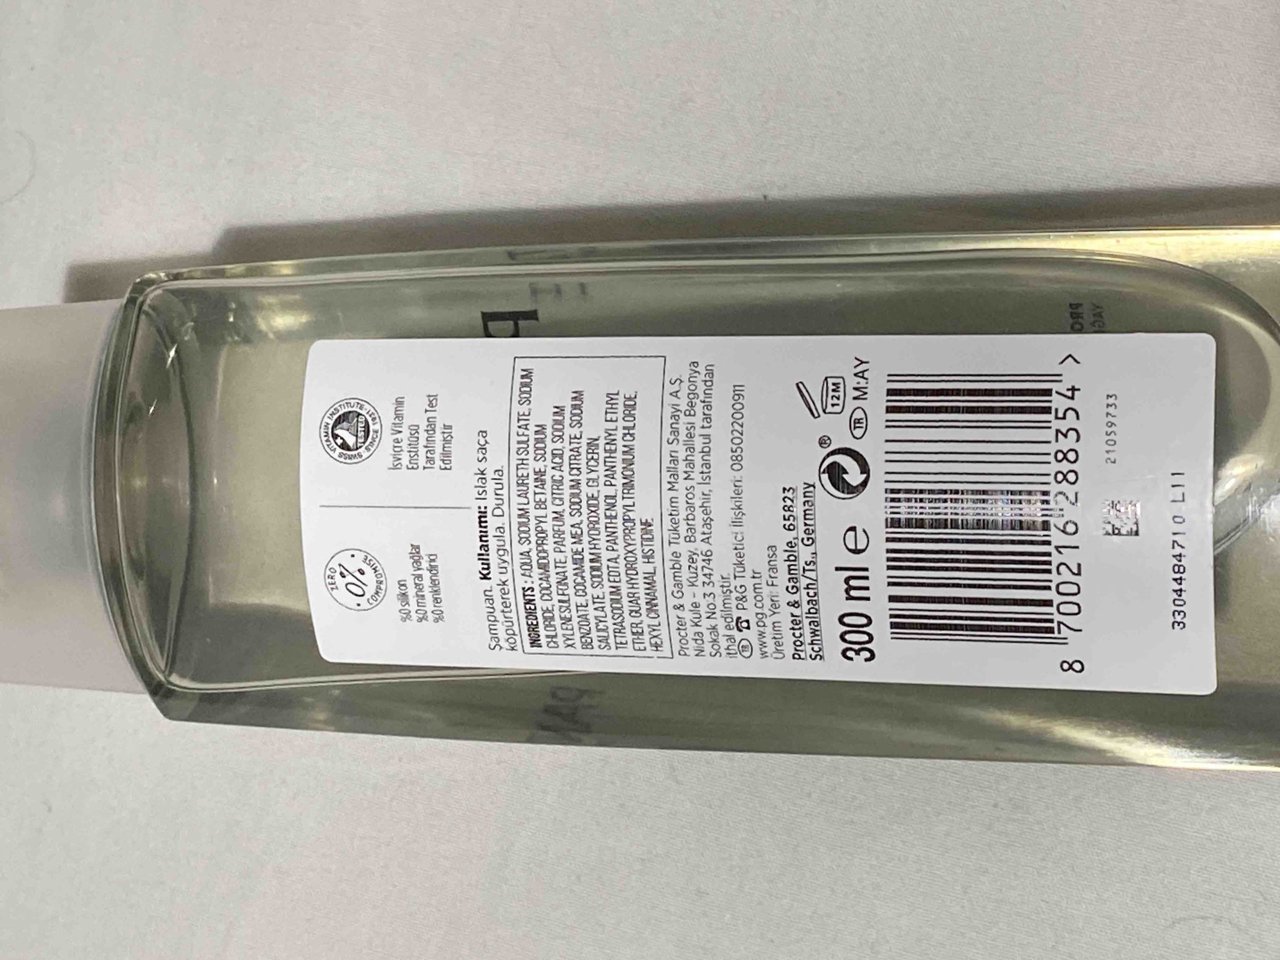 ZERO
0%
COMPROMISE
%0 silikon
%0 mineral yağlar
%0 renklendirici
SWISS VITAMIN INSTITUTE
TESTED
İsviçre Vitamin
Enstitüsü
Tarafından Test
Edilmiştir
Şampuan. Kullanımı: Islak saça
köpürterek uygula. Durula.
INGREDIENTS: AQUA, SODIUM LAURETH SULFATE, SODIUM
CHLORIDE, COCAMIDOPROPYL BETAINE, SODIUM
XYLENESULFONATE, PARFUM, CITRIC ACID, SODIUM
BENZOATE, COCAMIDE MEA, SODIUM CITRATE, SODIUM
SALICYLATE, SODIUM HYDROXIDE, GLYCERIN,
TETRASODIUM EDTA, PANTHENOL, PANTHENYL ETHYL
ETHER, GUAR HYDROXYPROPYLTRIMONIUM CHLORIDE,
HEXYL CINNAMAL, HISTIDINE
Procter & Gamble Tüketim Malları Sanayi A.Ş.
Nida Kule – Kuzey, Barbaros Mahallesi Begonya
Sokak No.3 34746 Ataşehir, İstanbul tarafından
ithal edilmiştir.
TR P&G Tüketici İlişkileri: 08502200911
www.pg.com.tr
Üretim Yeri: Fransa
Procter & Gamble, 65823
Schwalbach/Ts., Germany
300 ml e ® 12M
TR M:AY
8 700216 288354 >
21059733
3304484710 L11